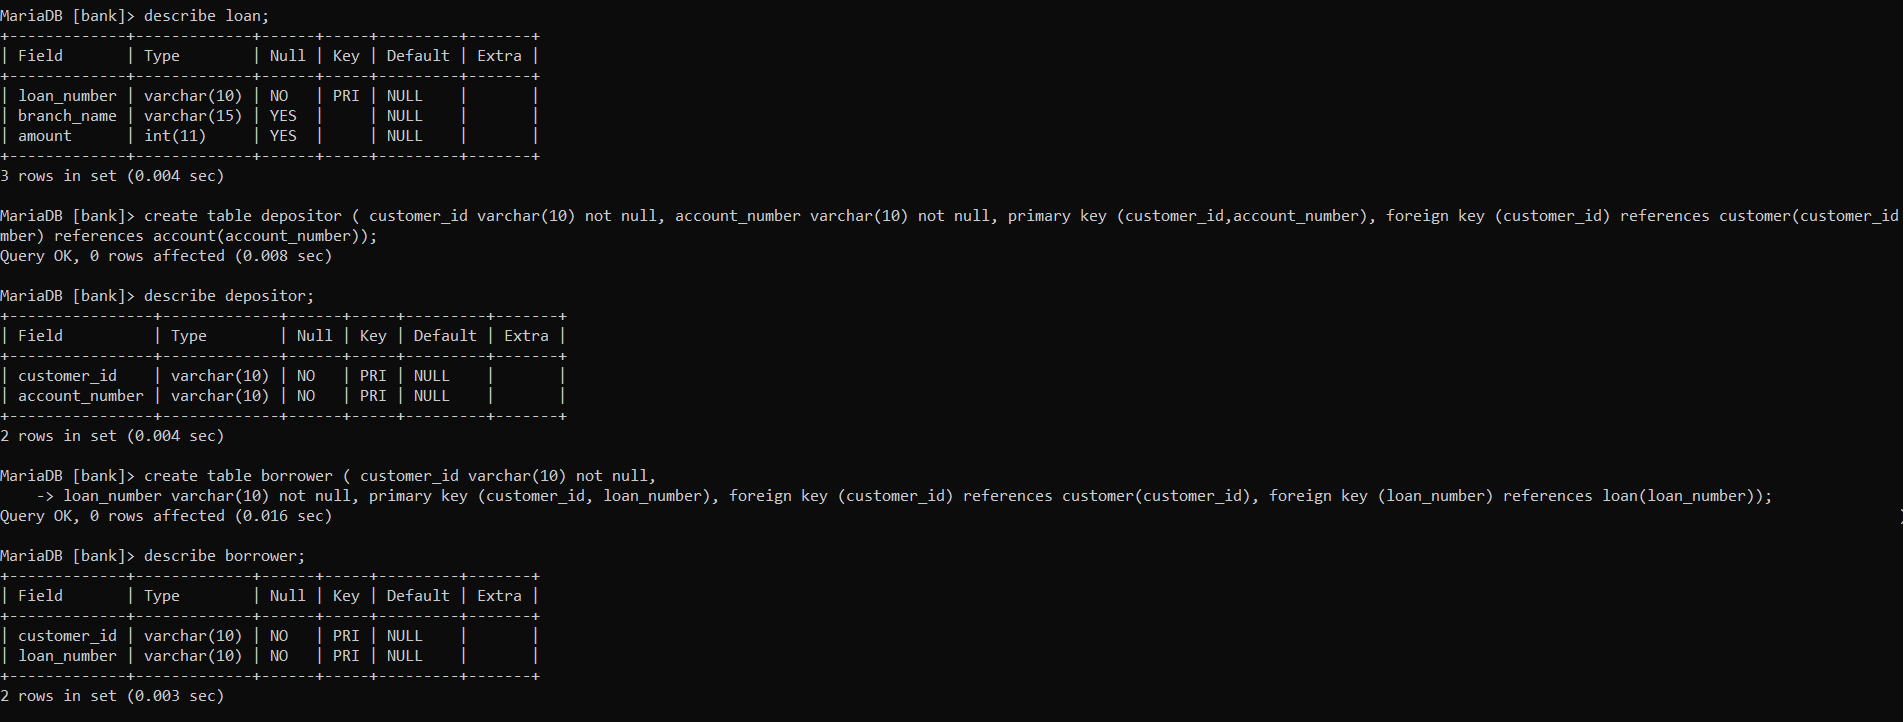 MariaDB [bank]> describe loan;
+-------------+-------------+------+-----+---------+-------+
| Field       | Type        | Null | Key | Default | Extra |
+-------------+-------------+------+-----+---------+-------+
| loan_number | varchar(10) | NO   | PRI | NULL    |       |
| branch_name | varchar(15) | YES  |     | NULL    |       |
| amount      | int(11)     | YES  |     | NULL    |       |
+-------------+-------------+------+-----+---------+-------+
3 rows in set (0.004 sec)
MariaDB [bank]> create table depositor ( customer_id varchar(10) not null, account_number varchar(10) not null, primary key (customer_id,account_number), foreign key (customer_id) references customer(customer_id
mber) references account(account_number));
Query OK, 0 rows affected (0.008 sec)
MariaDB [bank]> describe depositor;
+----------------+-------------+------+-----+---------+-------+
| Field          | Type        | Null | Key | Default | Extra |
+----------------+-------------+------+-----+---------+-------+
| customer_id    | varchar(10) | NO   | PRI | NULL    |       |
| account_number | varchar(10) | NO   | PRI | NULL    |       |
+----------------+-------------+------+-----+---------+-------+
2 rows in set (0.004 sec)
MariaDB [bank]> create table borrower ( customer_id varchar(10) not null,
    -> loan_number varchar(10) not null, primary key (customer_id, loan_number), foreign key (customer_id) references customer(customer_id), foreign key (loan_number) references loan(loan_number));
Query OK, 0 rows affected (0.016 sec)
MariaDB [bank]> describe borrower;
+-------------+-------------+------+-----+---------+-------+
| Field       | Type        | Null | Key | Default | Extra |
+-------------+-------------+------+-----+---------+-------+
| customer_id | varchar(10) | NO   | PRI | NULL    |       |
| loan_number | varchar(10) | NO   | PRI | NULL    |       |
+-------------+-------------+------+-----+---------+-------+
2 rows in set (0.003 sec)